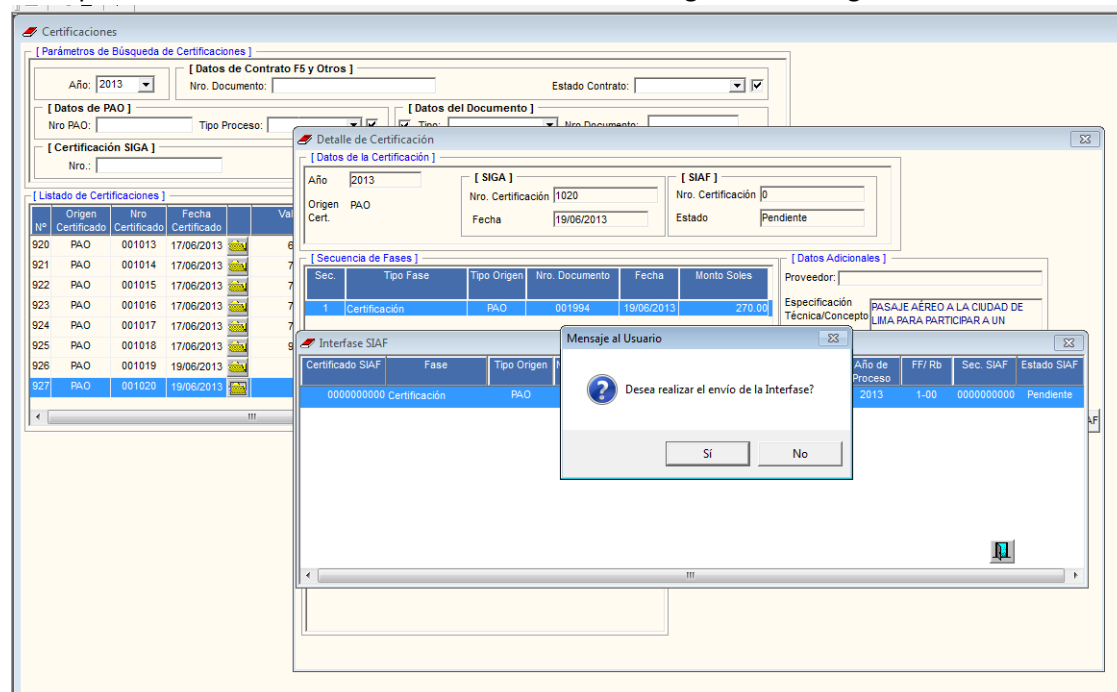 Certificaciones
[ Parámetros de Búsqueda de Certificaciones ]
Año: 2013
[ Datos de Contrato F5 y Otros ]
Nro. Documento:
Estado Contrato:
[ Datos de PAO ]
Nro PAO:
Tipo Proceso:
[ Datos del Documento ]
Tipo:
Nro Documento:
[ Certificación SIGA ]
Nro.:
[ Listado de Certificaciones ]
Nº Origen Certificado Nro Certificado Fecha Certificado Val
920 PAO 001013 17/06/2013 6
921 PAO 001014 17/06/2013 7
922 PAO 001015 17/06/2013 7
923 PAO 001016 17/06/2013 7
924 PAO 001017 17/06/2013 7
925 PAO 001018 17/06/2013 9
926 PAO 001019 19/06/2013
927 PAO 001020 19/06/2013
Detalle de Certificación
[ Datos de la Certificación ]
Año 2013
Origen Cert. PAO
[ SIGA ]
Nro. Certificación 1020
Fecha 19/06/2013
[ SIAF ]
Nro. Certificación 0
Estado Pendiente
[ Secuencia de Fases ]
Sec. Tipo Fase Tipo Origen Nro. Documento Fecha Monto Soles
1 Certificación PAO 001994 19/06/2013 270.00
[ Datos Adicionales ]
Proveedor:
Especificación Técnica/Concepto
PASAJE AÉREO A LA CIUDAD DE
LIMA PARA PARTICIPAR A UN
Interfase SIAF
Certificado SIAF Fase Tipo Origen N Año de Proceso FF/ Rb Sec. SIAF Estado SIAF
0000000000 Certificación PAO 2013 1-00 0000000000 Pendiente
Mensaje al Usuario
Desea realizar el envío de la Interfase?
Sí
No
AF